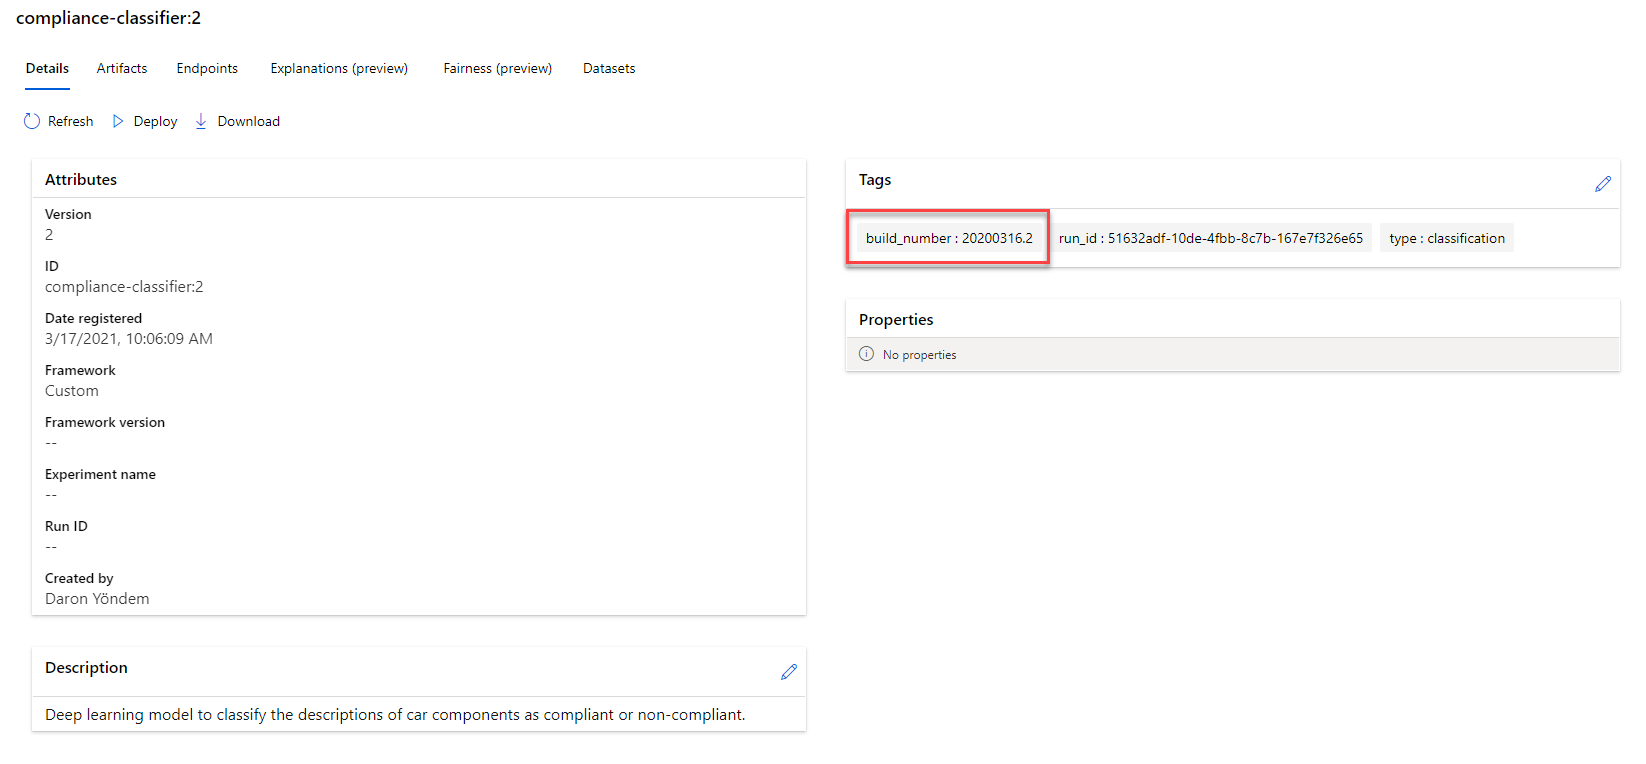 compliance-classifier:2
Details Artifacts Endpoints Explanations (preview) Fairness (preview) Datasets
Refresh Deploy Download
Attributes
Version
2
ID
compliance-classifier:2
Date registered
3/17/2021, 10:06:09 AM
Framework
Custom
Framework version
--
Experiment name
--
Run ID
--
Created by
Daron Yöndem
Description
Deep learning model to classify the descriptions of car components as compliant or non-compliant.
Tags
build_number : 20200316.2 run_id : 51632adf-10de-4fbb-8c7b-167e7f326e65 type : classification
Properties
No properties